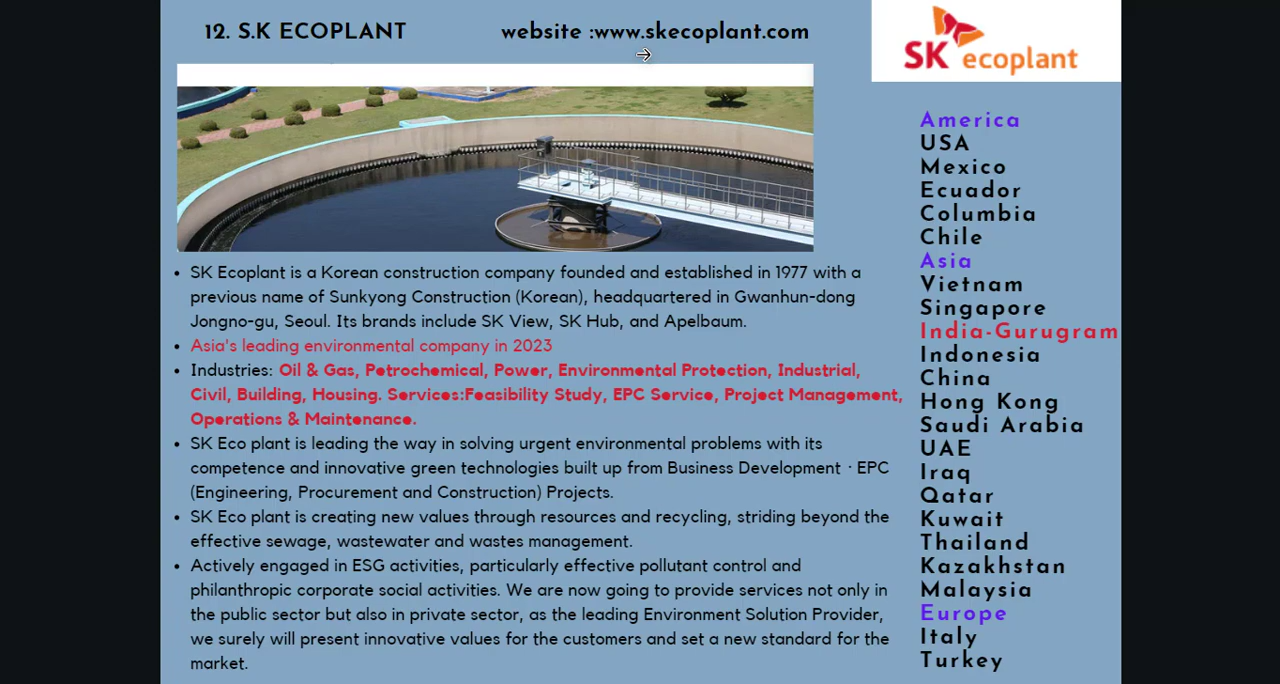 12. S.K ECOPLANT
website :www.skecoplant.com
SK ecoplant
• SK Ecoplant is a Korean construction company founded and established in 1977 with a
previous name of Sunkyong Construction (Korean), headquartered in Gwanhun-dong
Jongno-gu, Seoul. Its brands include SK View, SK Hub, and Apelbaum.
• Asia's leading environmental company in 2023
• Industries: Oil & Gas, Petrochemical, Power, Environmental Protection, Industrial,
Civil, Building, Housing. Services:Feasibility Study, EPC Service, Project Management,
Operations & Maintenance.
• SK Eco plant is leading the way in solving urgent environmental problems with its
competence and innovative green technologies built up from Business Development · EPC
(Engineering, Procurement and Construction) Projects.
• SK Eco plant is creating new values through resources and recycling, striding beyond the
effective sewage, wastewater and wastes management.
• Actively engaged in ESG activities, particularly effective pollutant control and
philanthropic corporate social activities. We are now going to provide services not only in
the public sector but also in private sector, as the leading Environment Solution Provider,
we surely will present innovative values for the customers and set a new standard for the
market.
America
USA
Mexico
Ecuador
Columbia
Chile
Asia
Vietnam
Singapore
India-Gurugram
Indonesia
China
Hong Kong
Saudi Arabia
UAE
Iraq
Qatar
Kuwait
Thailand
Kazakhstan
Malaysia
Europe
Italy
Turkey